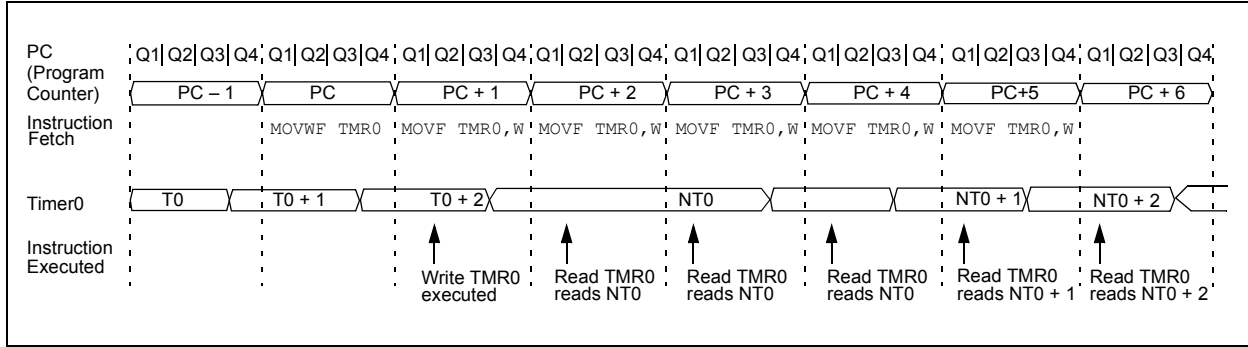 PC (Program Counter)
Q1 Q2 Q3 Q4 Q1 Q2 Q3 Q4 Q1 Q2 Q3 Q4 Q1 Q2 Q3 Q4 Q1 Q2 Q3 Q4 Q1 Q2 Q3 Q4 Q1 Q2 Q3 Q4 Q1 Q2 Q3 Q4
PC – 1 PC PC + 1 PC + 2 PC + 3 PC + 4 PC+5 PC + 6
Instruction Fetch
MOVWF TMR0 MOVF TMR0,W MOVF TMR0,W MOVF TMR0,W MOVF TMR0,W MOVF TMR0,W
Timer0
T0 T0 + 1 T0 + 2 NT0 NT0 + 1 NT0 + 2
Instruction Executed
Write TMR0 executed
Read TMR0 reads NT0
Read TMR0 reads NT0
Read TMR0 reads NT0
Read TMR0 reads NT0 + 1
Read TMR0 reads NT0 + 2